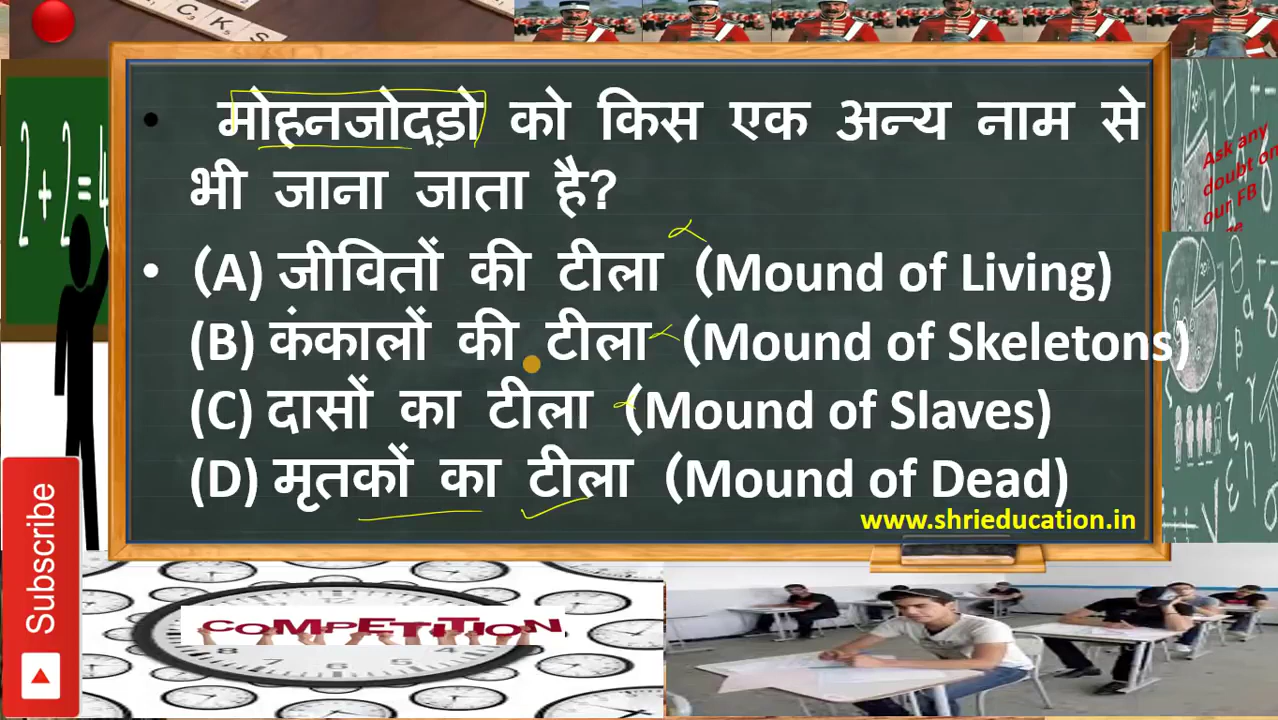 C K S
2+2=4
मोहनजोदड़ो को किस एक अन्य नाम से
भी जाना जाता है?
Ask any
doubt on
our FB
(A) जीवितों की टीला (Mound of Living)
(B) कंकालों की टीला (Mound of Skeletons)
(C) दासों का टीला (Mound of Slaves)
(D) मृतकों का टीला (Mound of Dead)
www.shrieducation.in
Subscribe
COMPETITION